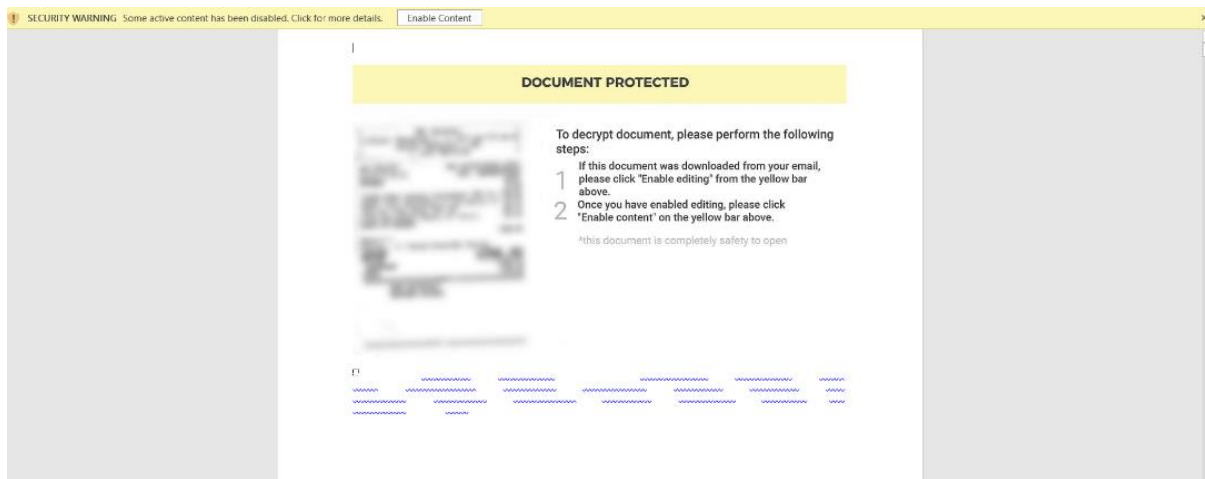 SECURITY WARNING Some active content has been disabled. Click for more details. Enable Content
DOCUMENT PROTECTED
To decrypt document, please perform the following
steps:
1 If this document was downloaded from your email,
please click "Enable editing" from the yellow bar
above.
2 Once you have enabled editing, please click
"Enable content" on the yellow bar above.
*this document is completely safety to open